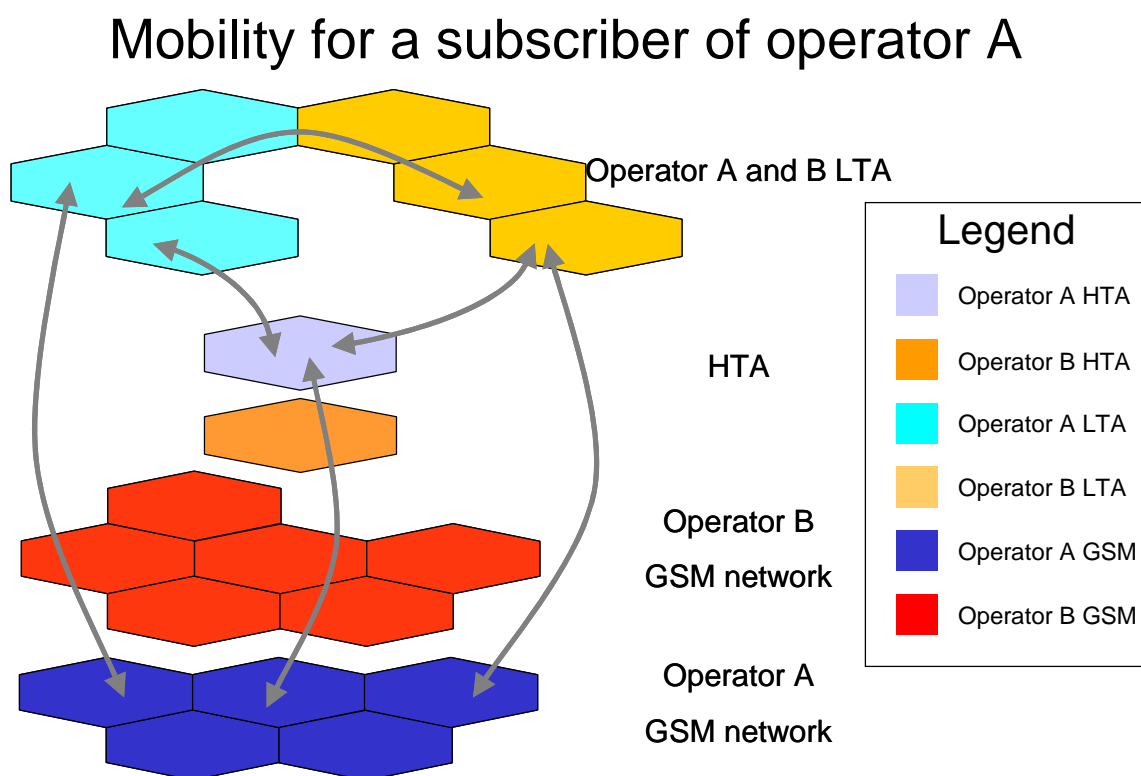 Mobility for a subscriber of operator A
Operator A and B LTA
Legend
Operator A HTA
HTA
Operator B HTA
Operator A LTA
Operator B LTA
Operator B
GSM network
Operator A GSM
Operator B GSM
Operator A
GSM network